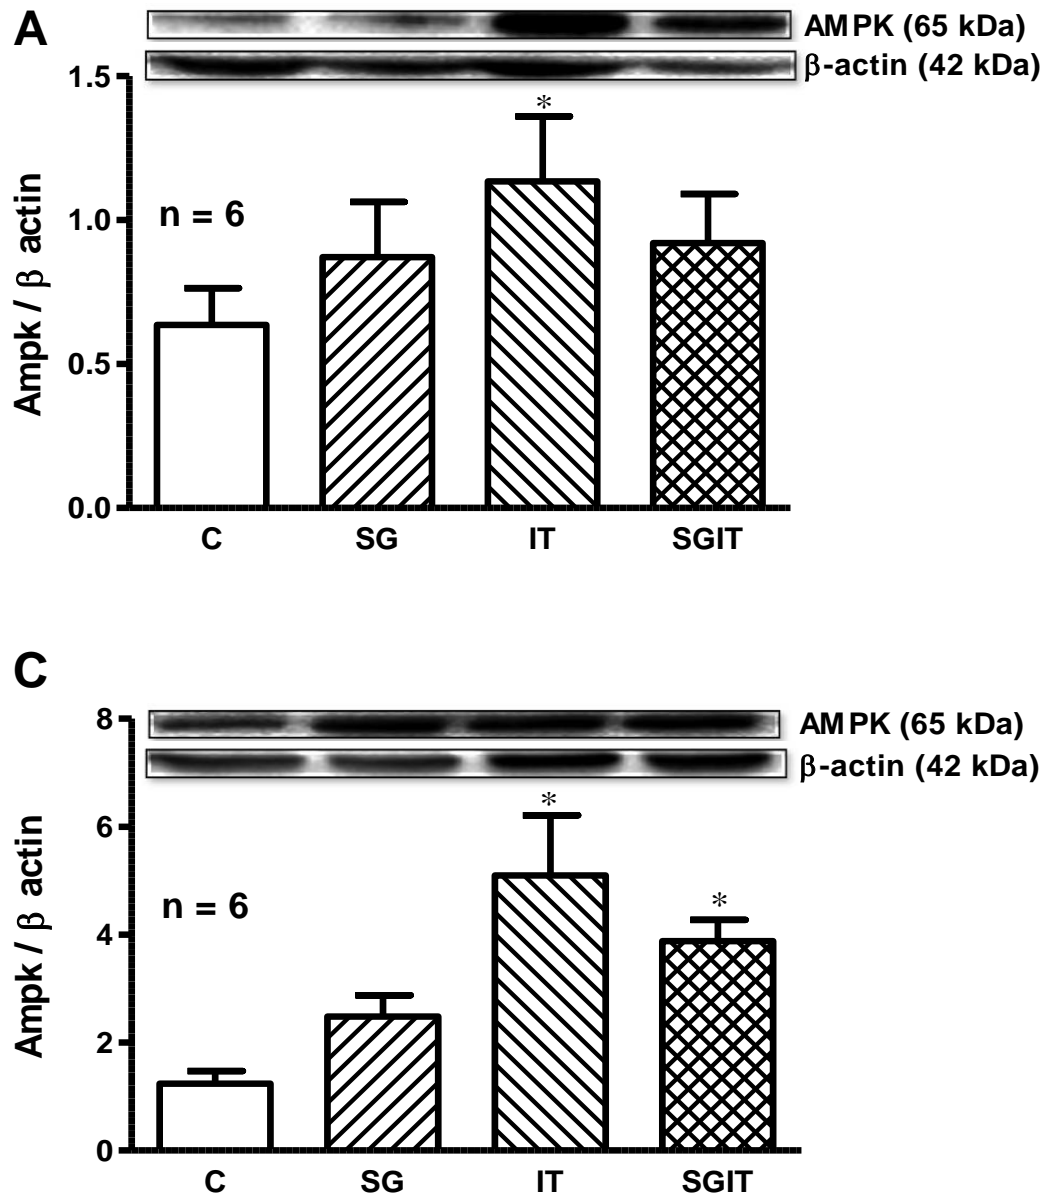 A
AMPK (65 kDa)
β-actin (42 kDa)
1.5
*
n = 6
1.0
0.5
0.0
Ampk / β actin
C SG IT SGIT
C
AMPK (65 kDa)
β-actin (42 kDa)
8
*
6
*
n = 6
4
2
0
Ampk / β actin
C SG IT SGIT